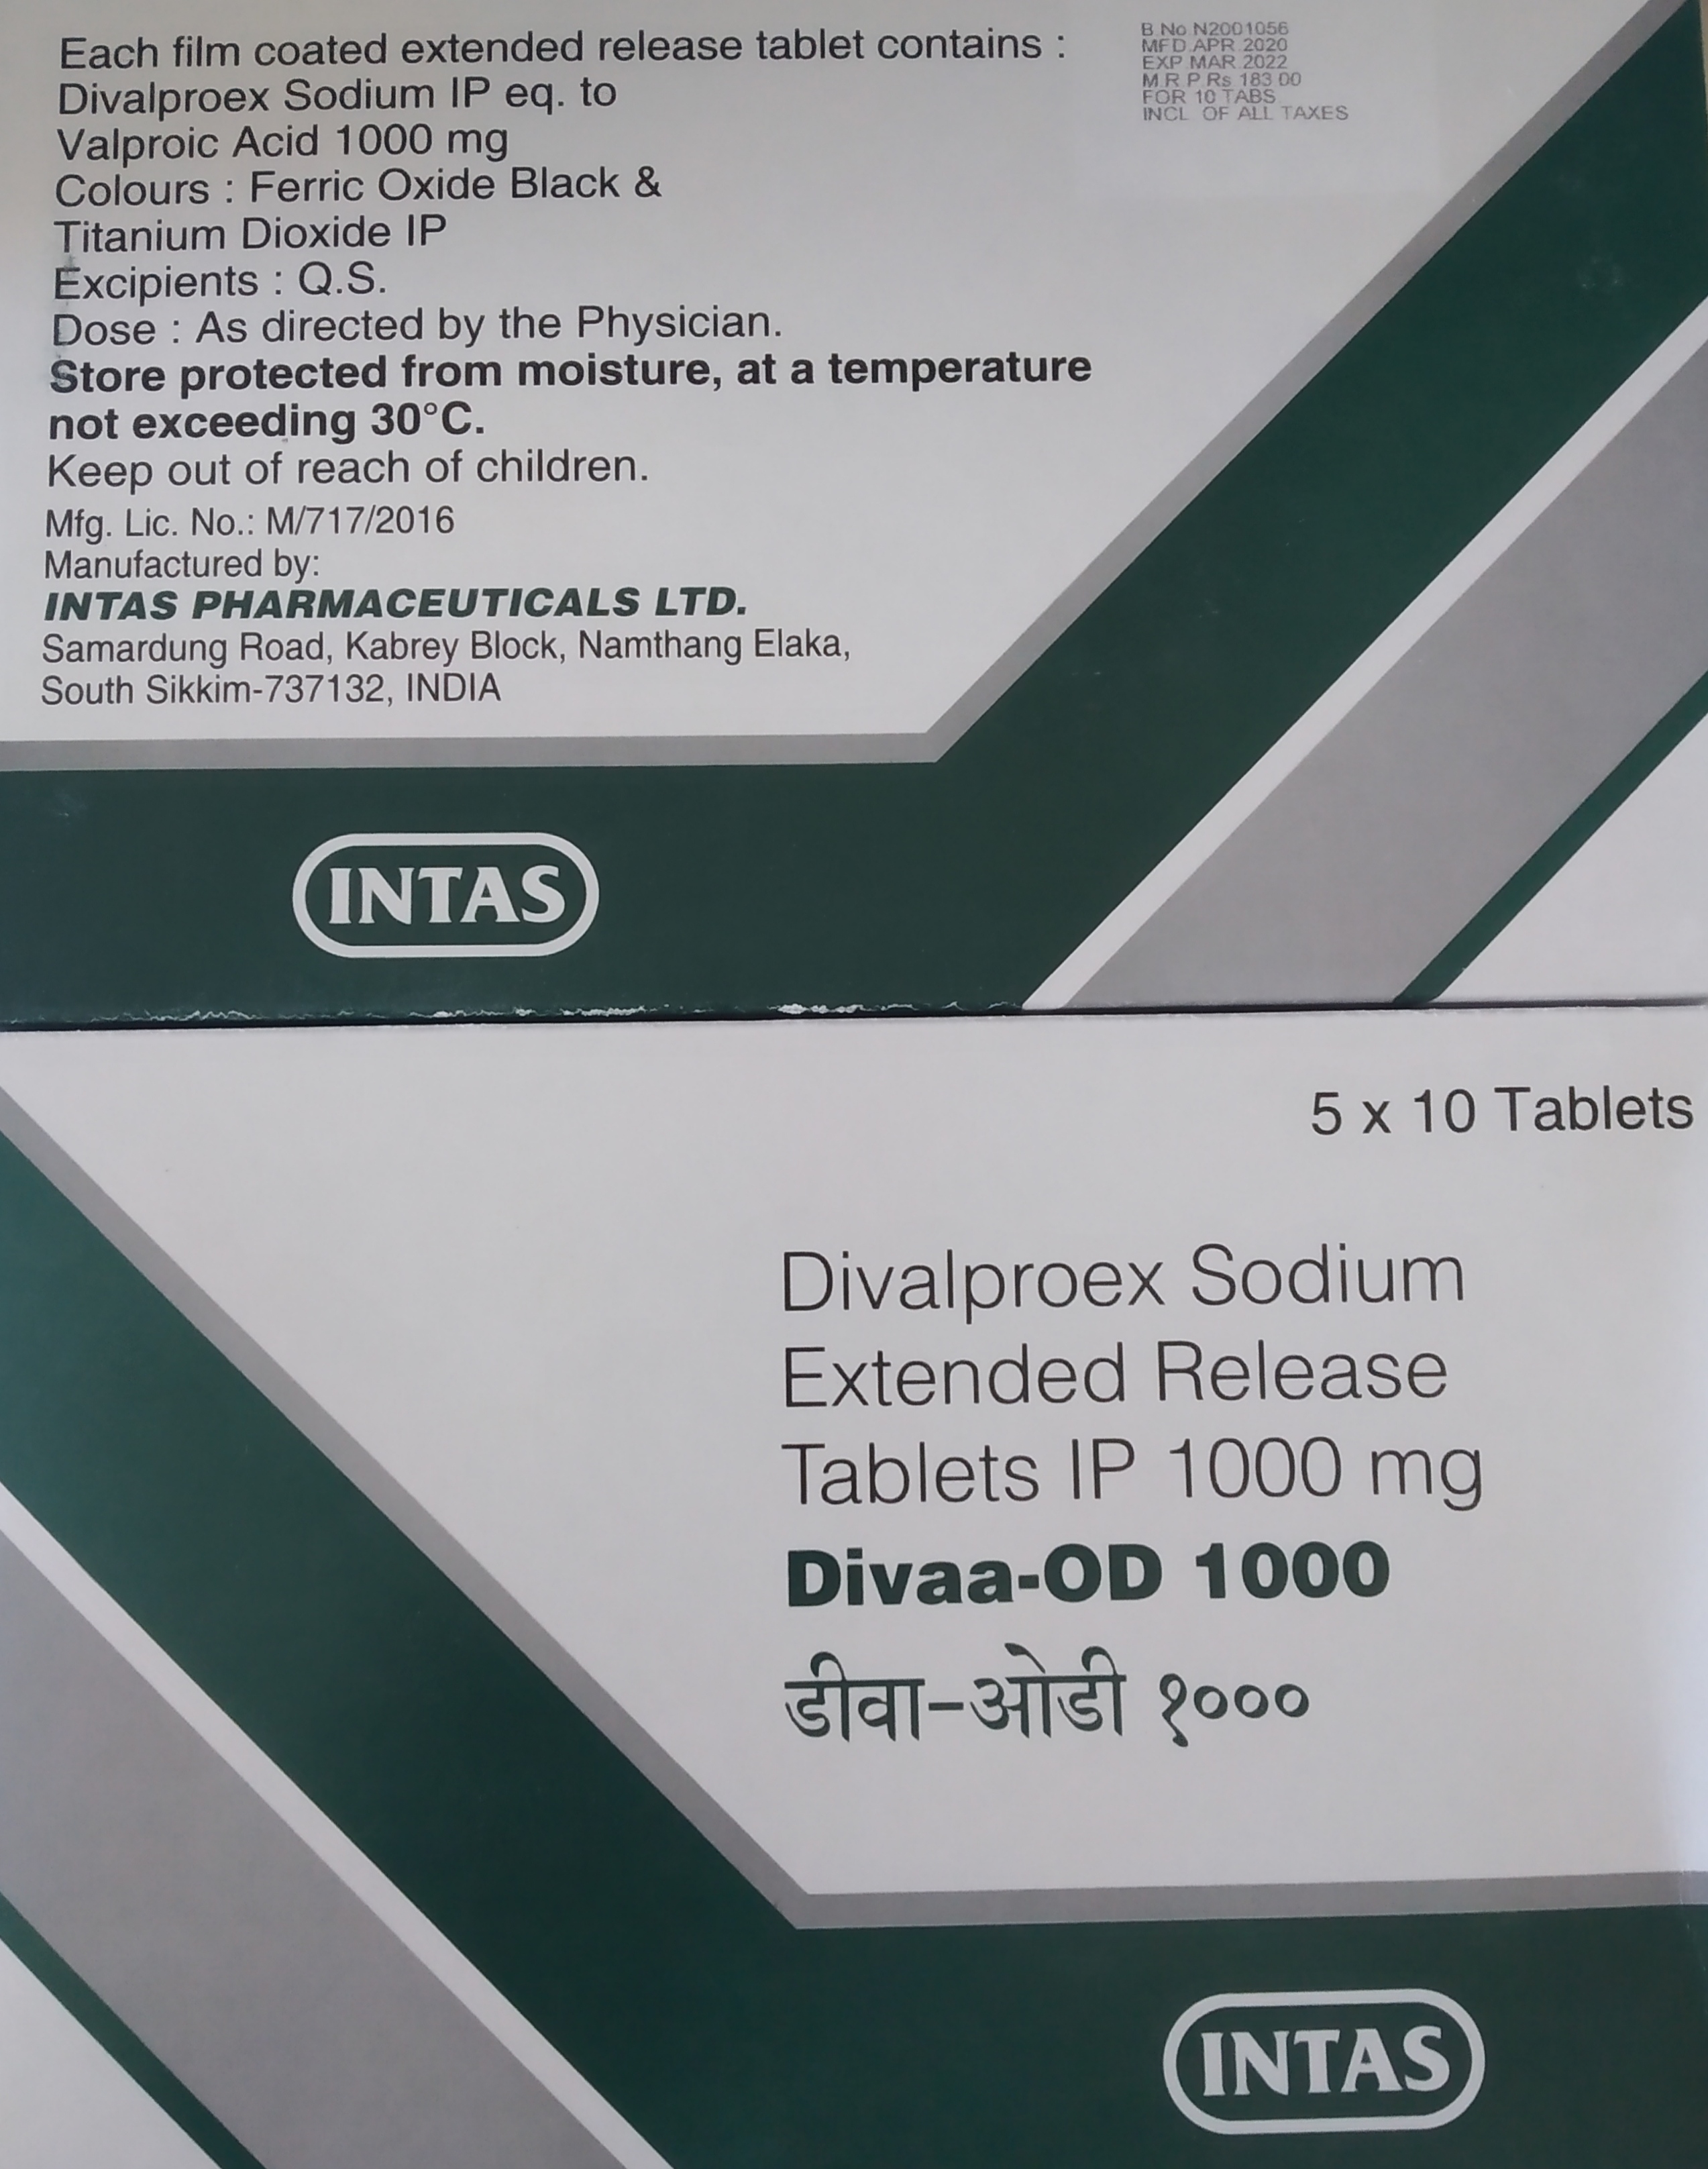 Each film coated extended release tablet contains :
Divalproex Sodium IP eq. to
Valproic Acid 1000 mg
Colours : Ferric Oxide Black &
Titanium Dioxide IP
Excipients : Q.S.
Dose : As directed by the Physician.
Store protected from moisture, at a temperature
not exceeding 30°C.
Keep out of reach of children.
Mfg. Lic. No.: M/717/2016
Manufactured by:
INTAS PHARMACEUTICALS LTD.
Samardung Road, Kabrey Block, Namthang Elaka,
South Sikkim-737132, INDIA
B.No.N2001056
MFD.APR.2020
EXP.MAR.2022
M.R.P.Rs.183.00
FOR 10 TABS
INCL. OF ALL TAXES
INTAS
5 x 10 Tablets
Divalproex Sodium
Extended Release
Tablets IP 1000 mg
Divaa-OD 1000
डीवा-ओडी १०००
INTAS